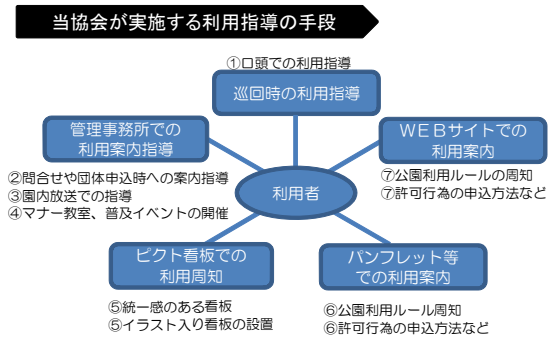 当協会が実施する利用指導の手段
①口頭での利用指導
巡回時の利用指導
管理事務所での
利用案内指導
②問合せや団体申込時への案内指導
③園内放送での指導
④マナー教室、普及イベントの開催
WEBサイトでの
利用案内
⑦公園利用ルールの周知
⑦許可行為の申込方法など
利用者
ピクト看板での
利用周知
⑤統一感のある看板
⑤イラスト入り看板の設置
パンフレット等
での利用案内
⑥公園利用ルール周知
⑥許可行為の申込方法など